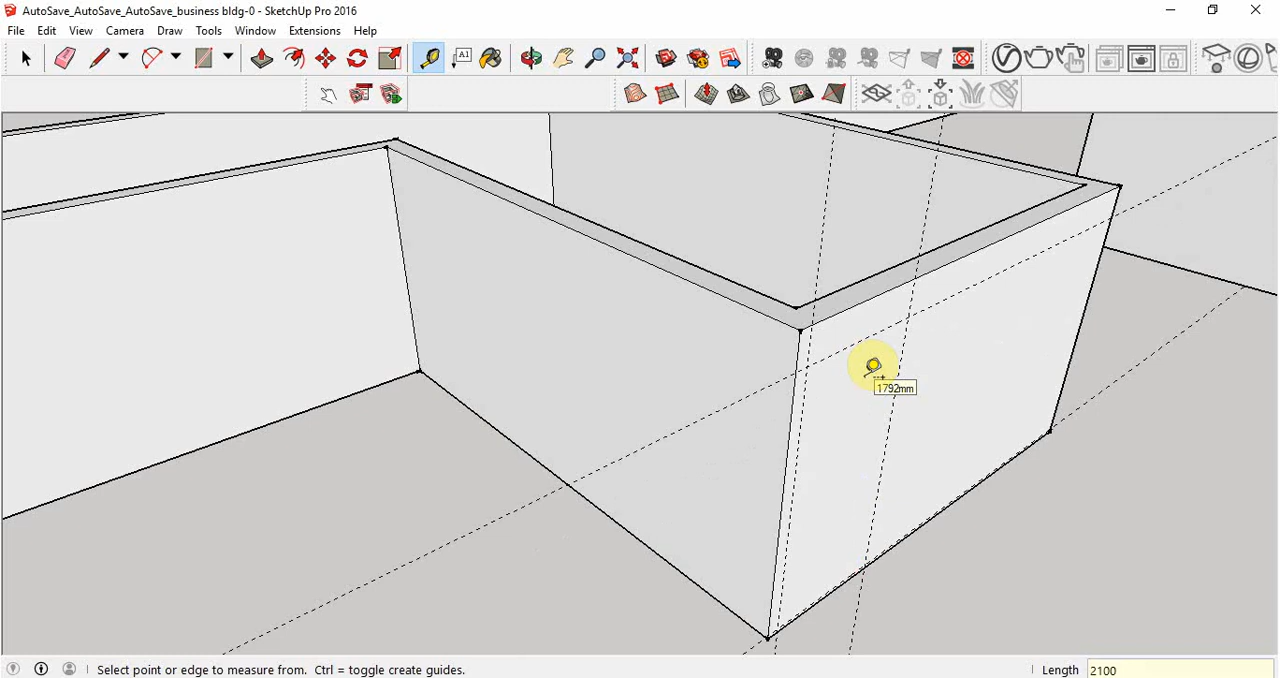 AutoSave_AutoSave_AutoSave_business bldg-0 - SketchUp Pro 2016
File Edit View Camera Draw Tools Window Extensions Help
A1
1792mm
Select point or edge to measure from. Ctrl = toggle create guides.
Length 2100